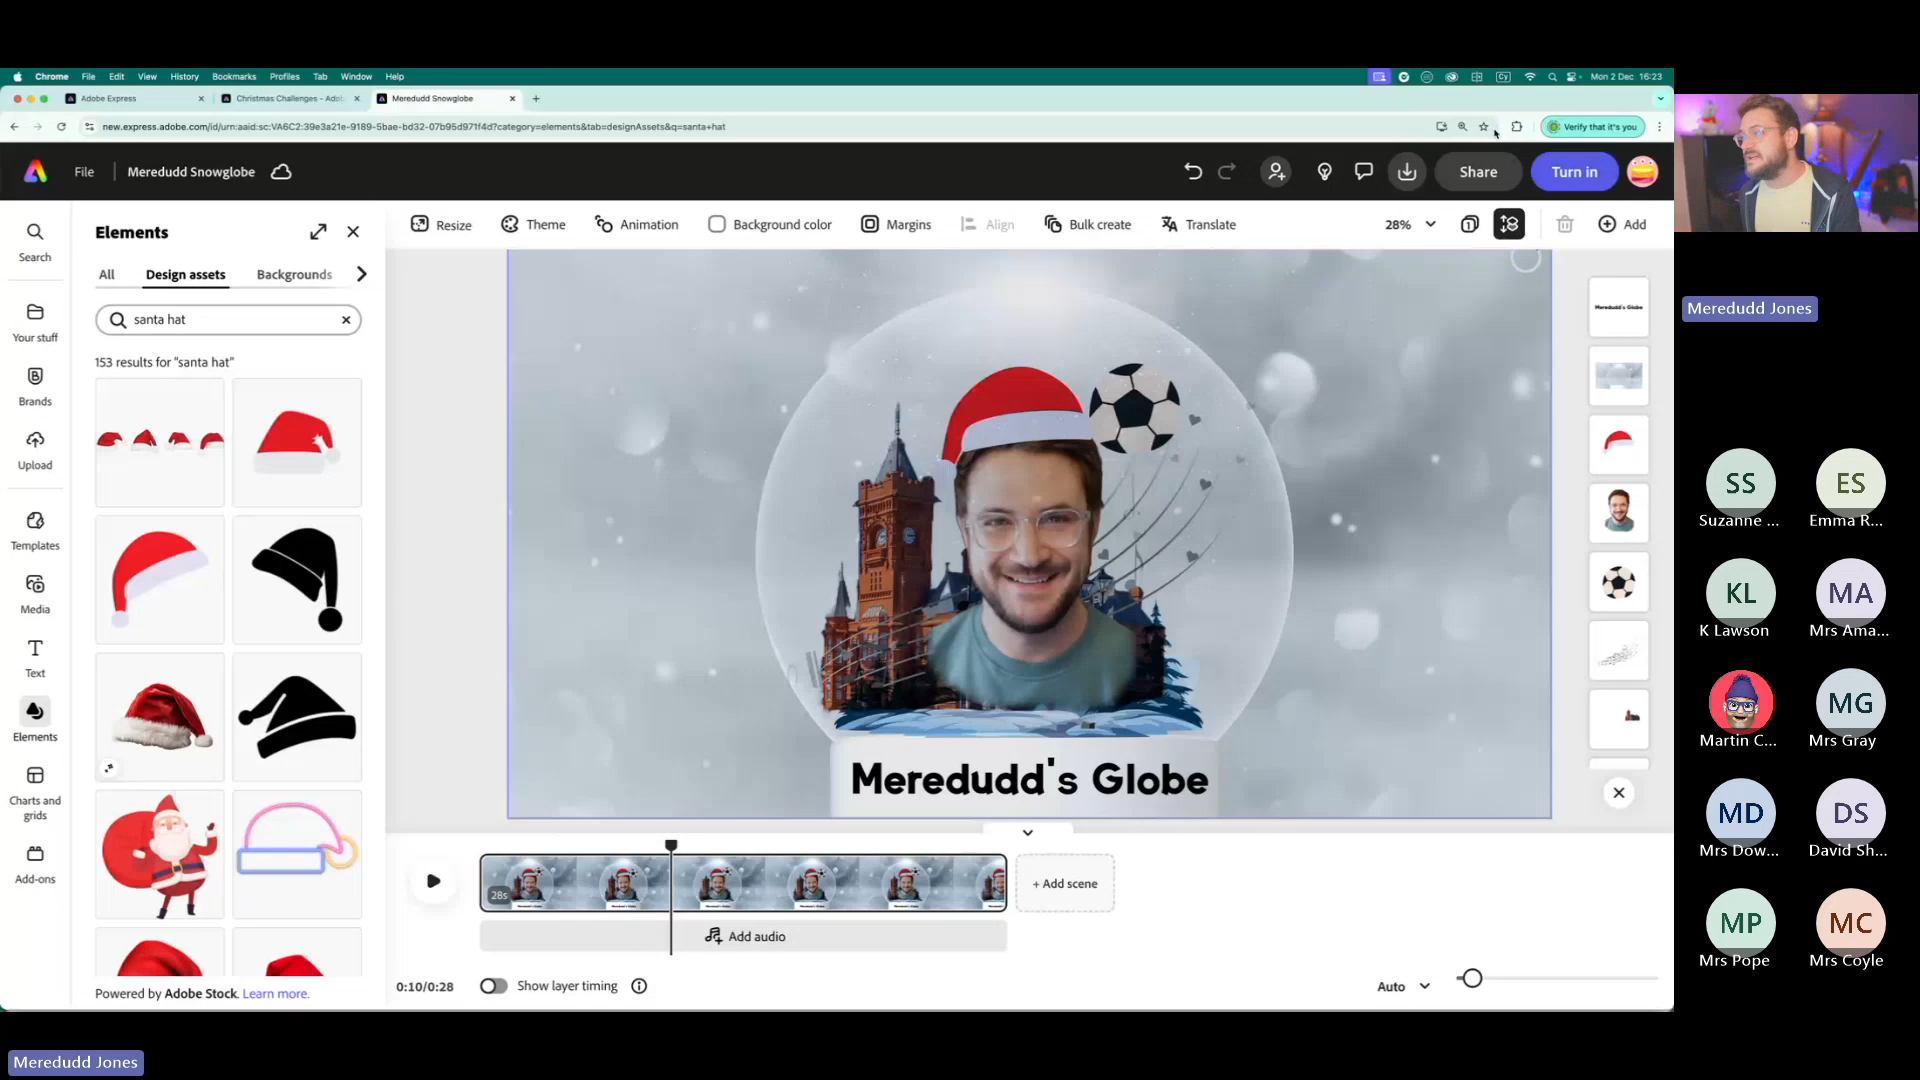 Chrome File Edit View History Bookmarks Profiles Tab Window Help
Cy
Mon 2 Dec 16:23
Adobe Express
Christmas Challenges - Ado
Meredudd Snowglobe
new.express.adobe.com/id/urn:aaid:sc:VA6C2:39e3a21e-9189-5bae-bd32-07b95d971f4d?category=elements&tab=designAssets&q=santa+hat
Verify that it's you
File
Meredudd Snowglobe
Share
Turn in
Search
Your stuff
Brands
Upload
Templates
Media
Text
Elements
Charts and
grids
Add-ons
Elements
All
Design assets
Backgrounds
santa hat
153 results for "santa hat"
Powered by Adobe Stock. Learn more.
Resize
Theme
Animation
Background color
Margins
Align
Bulk create
Translate
28%
1
Add
Meredudd's Globe
Meredudd's Globe
28s
+ Add scene
Add audio
0:10/0:28
Show layer timing
Auto
Meredudd Jones
SS
Suzanne ...
ES
Emma R...
KL
K Lawson
MA
Mrs Ama...
Martin C...
MG
Mrs Gray
MD
Mrs Dow...
DS
David Sh...
MP
Mrs Pope
MC
Mrs Coyle
Meredudd Jones